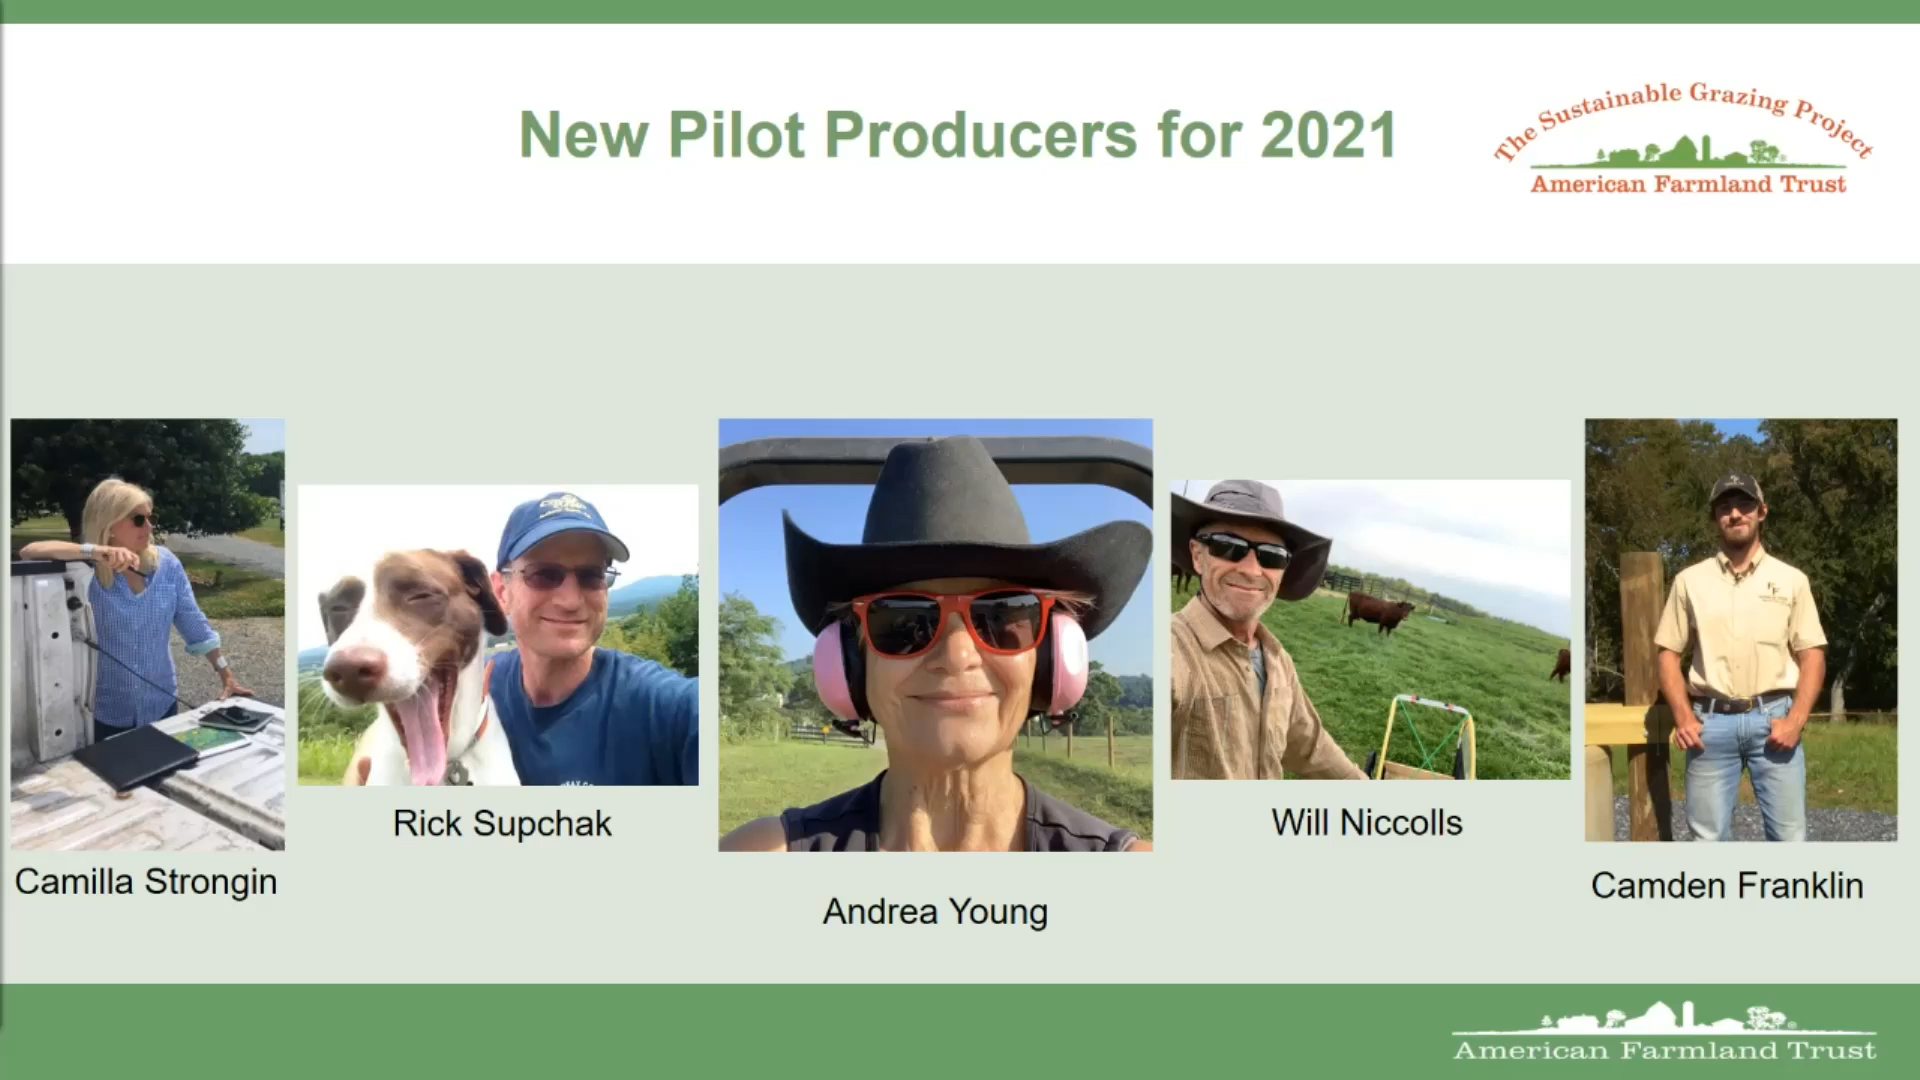 New Pilot Producers for 2021
The Sustainable Grazing Project
American Farmland Trust
Camilla Strongin
Rick Supchak
Andrea Young
Will Niccolls
Camden Franklin
American Farmland Trust